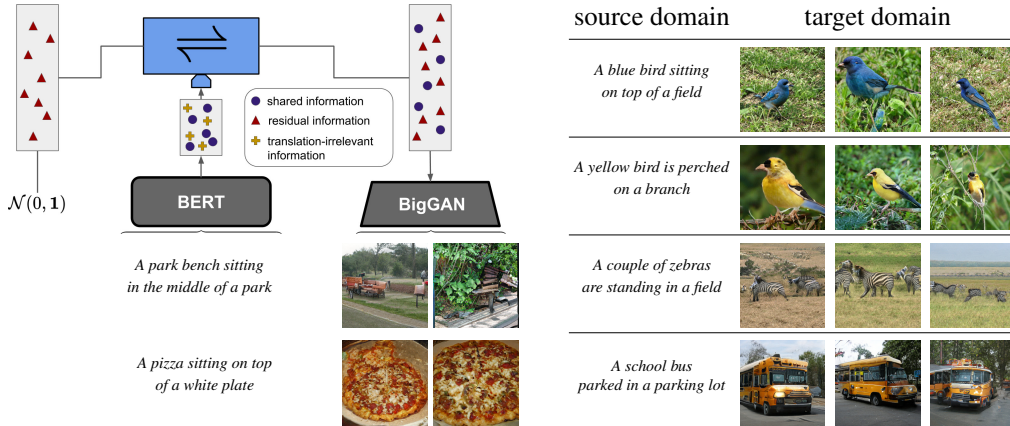 shared information
residual information
translation-irrelevant
information
𝒩(0, 1)
BERT
BigGAN
A park bench sitting
in the middle of a park
A pizza sitting on top
of a white plate
source domain
target domain
A blue bird sitting
on top of a field
A yellow bird is perched
on a branch
A couple of zebras
are standing in a field
A school bus
parked in a parking lot